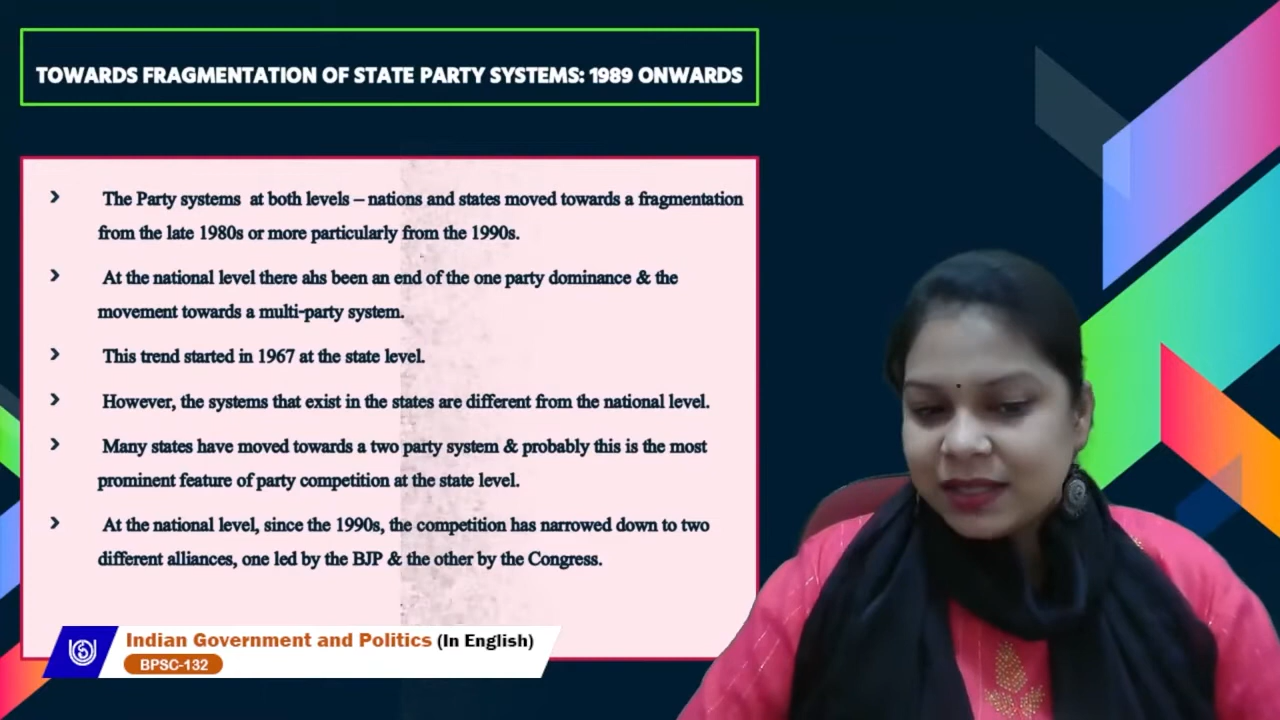 TOWARDS FRAGMENTATION OF STATE PARTY SYSTEMS: 1989 ONWARDS
The Party systems at both levels – nations and states moved towards a fragmentation
from the late 1980s or more particularly from the 1990s.
At the national level there ahs been an end of the one party dominance & the
movement towards a multi-party system.
This trend started in 1967 at the state level.
However, the systems that exist in the states are different from the national level.
Many states have moved towards a two party system & probably this is the most
prominent feature of party competition at the state level.
At the national level, since the 1990s, the competition has narrowed down to two
different alliances, one led by the BJP & the other by the Congress.
Indian Government and Politics (In English)
BPSC-132